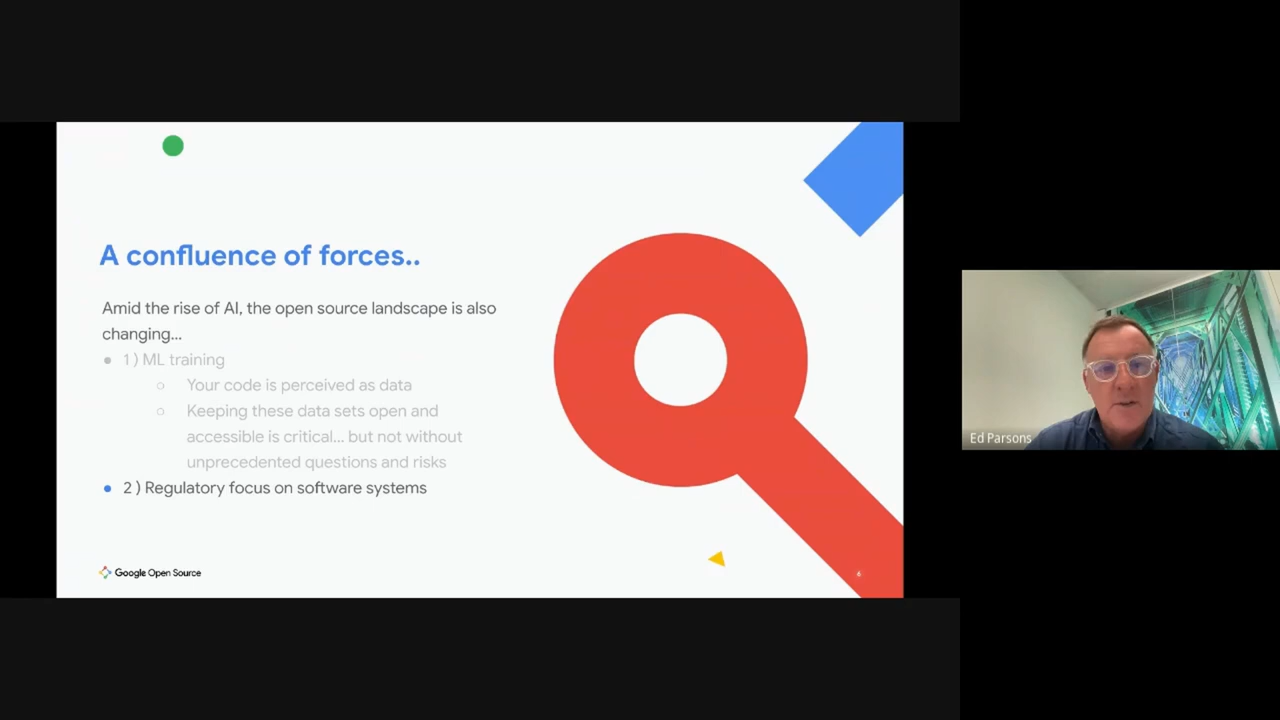 A confluence of forces..
Amid the rise of AI, the open source landscape is also
changing...
1 ) ML training
Your code is perceived as data
Keeping these data sets open and
accessible is critical... but not without
unprecedented questions and risks
2 ) Regulatory focus on software systems
Google Open Source
6
Ed Parsons